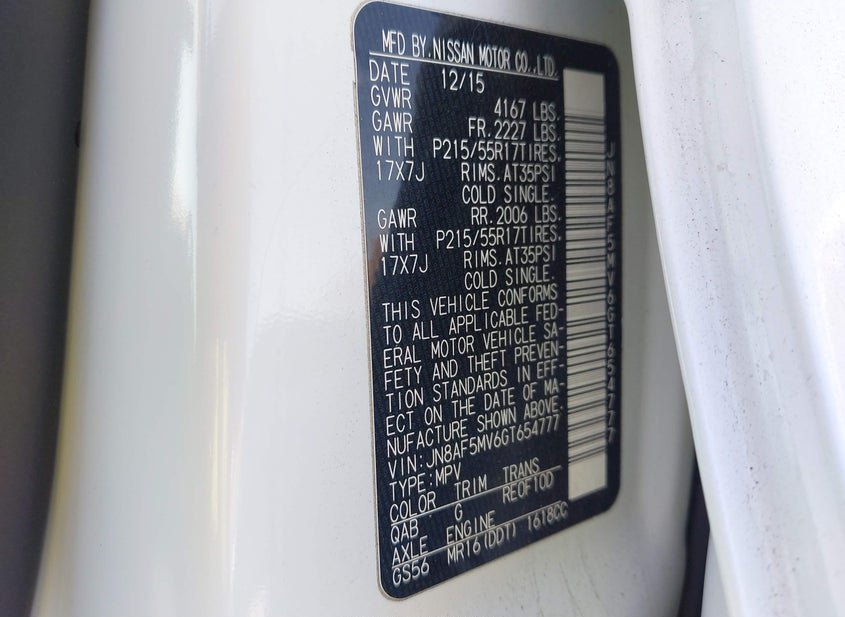 MFD BY. NISSAN MOTOR CO., LTD.
DATE 12/15
GVWR 4167 LBS.
GAWR FR. 2227 LBS.
WITH P215/55R17TIRES.
17X7J RIMS. AT35PSI
COLD SINGLE.
GAWR RR. 2006 LBS.
WITH P215/55R17TIRES.
17X7J RIMS. AT35PSI
COLD SINGLE.
THIS VEHICLE CONFORMS
TO ALL APPLICABLE FED-
ERAL MOTOR VEHICLE SA-
FETY AND THEFT PREVEN-
TION STANDARDS IN EFF-
ECT ON THE DATE OF MA-
NUFACTURE SHOWN ABOVE.
VIN:JN8AF5MV6GT654777
TYPE:MPV
COLOR TRIM TRANS
QAB G RE0F10D
AXLE ENGINE
GS56 MR16(DDT) 1618CC
JN8AF5MV6GT654777